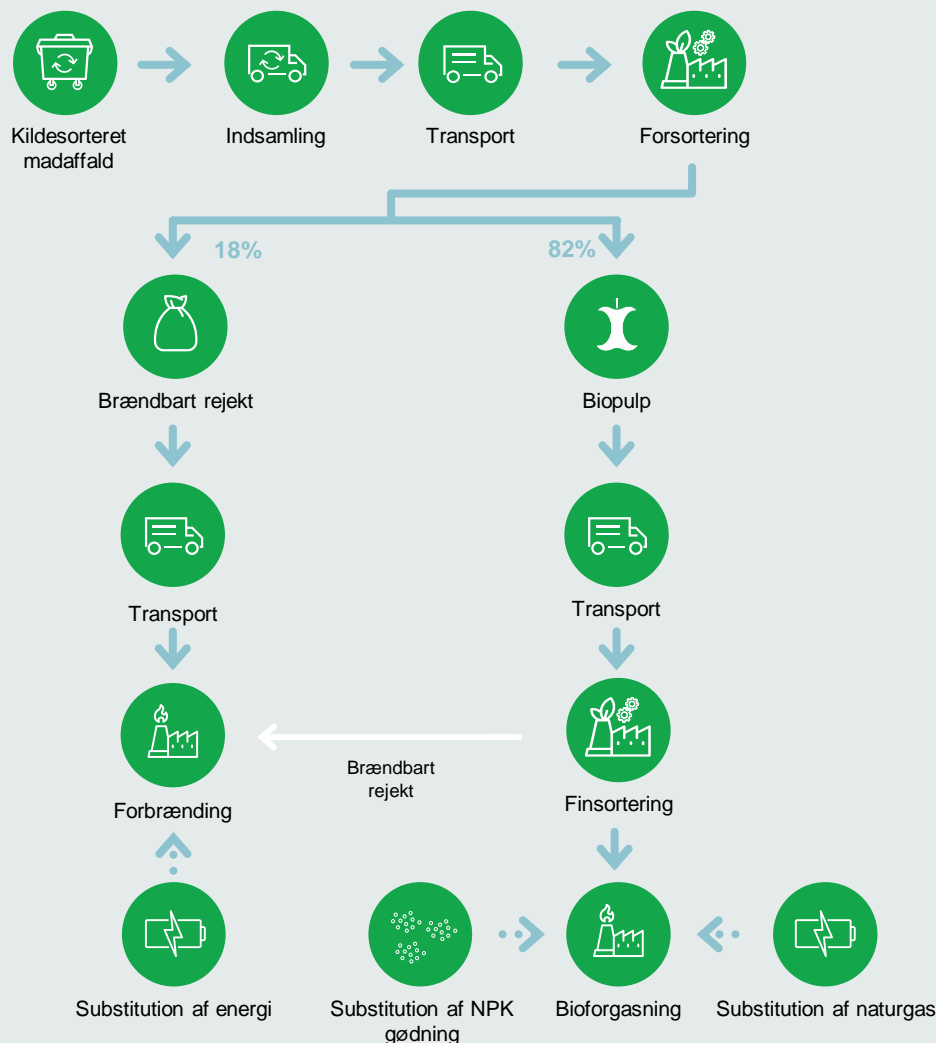 Kildesorteret
madaffald
Indsamling
Transport
Forsortering
18%
82%
Brændbart rejekt
Biopulp
Transport
Transport
Brændbart
rejekt
Forbrænding
Finsortering
Substitution af energi
Substitution af NPK
gødning
Bioforgasning
Substitution af naturgas